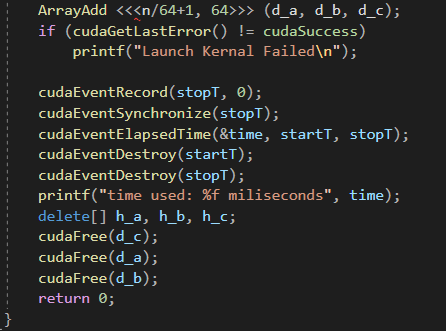 ArrayAdd <<<n/64+1, 64>>> (d_a, d_b, d_c);
if (cudaGetLastError() != cudaSuccess)
printf("Launch Kernal Failed\n");
cudaEventRecord(stopT, 0);
cudaEventSynchronize(stopT);
cudaEventElapsedTime(&time, startT, stopT);
cudaEventDestroy(startT);
cudaEventDestroy(stopT);
printf("time used: %f miliseconds", time);
delete[] h_a, h_b, h_c;
cudaFree(d_c);
cudaFree(d_a);
cudaFree(d_b);
return 0;
}